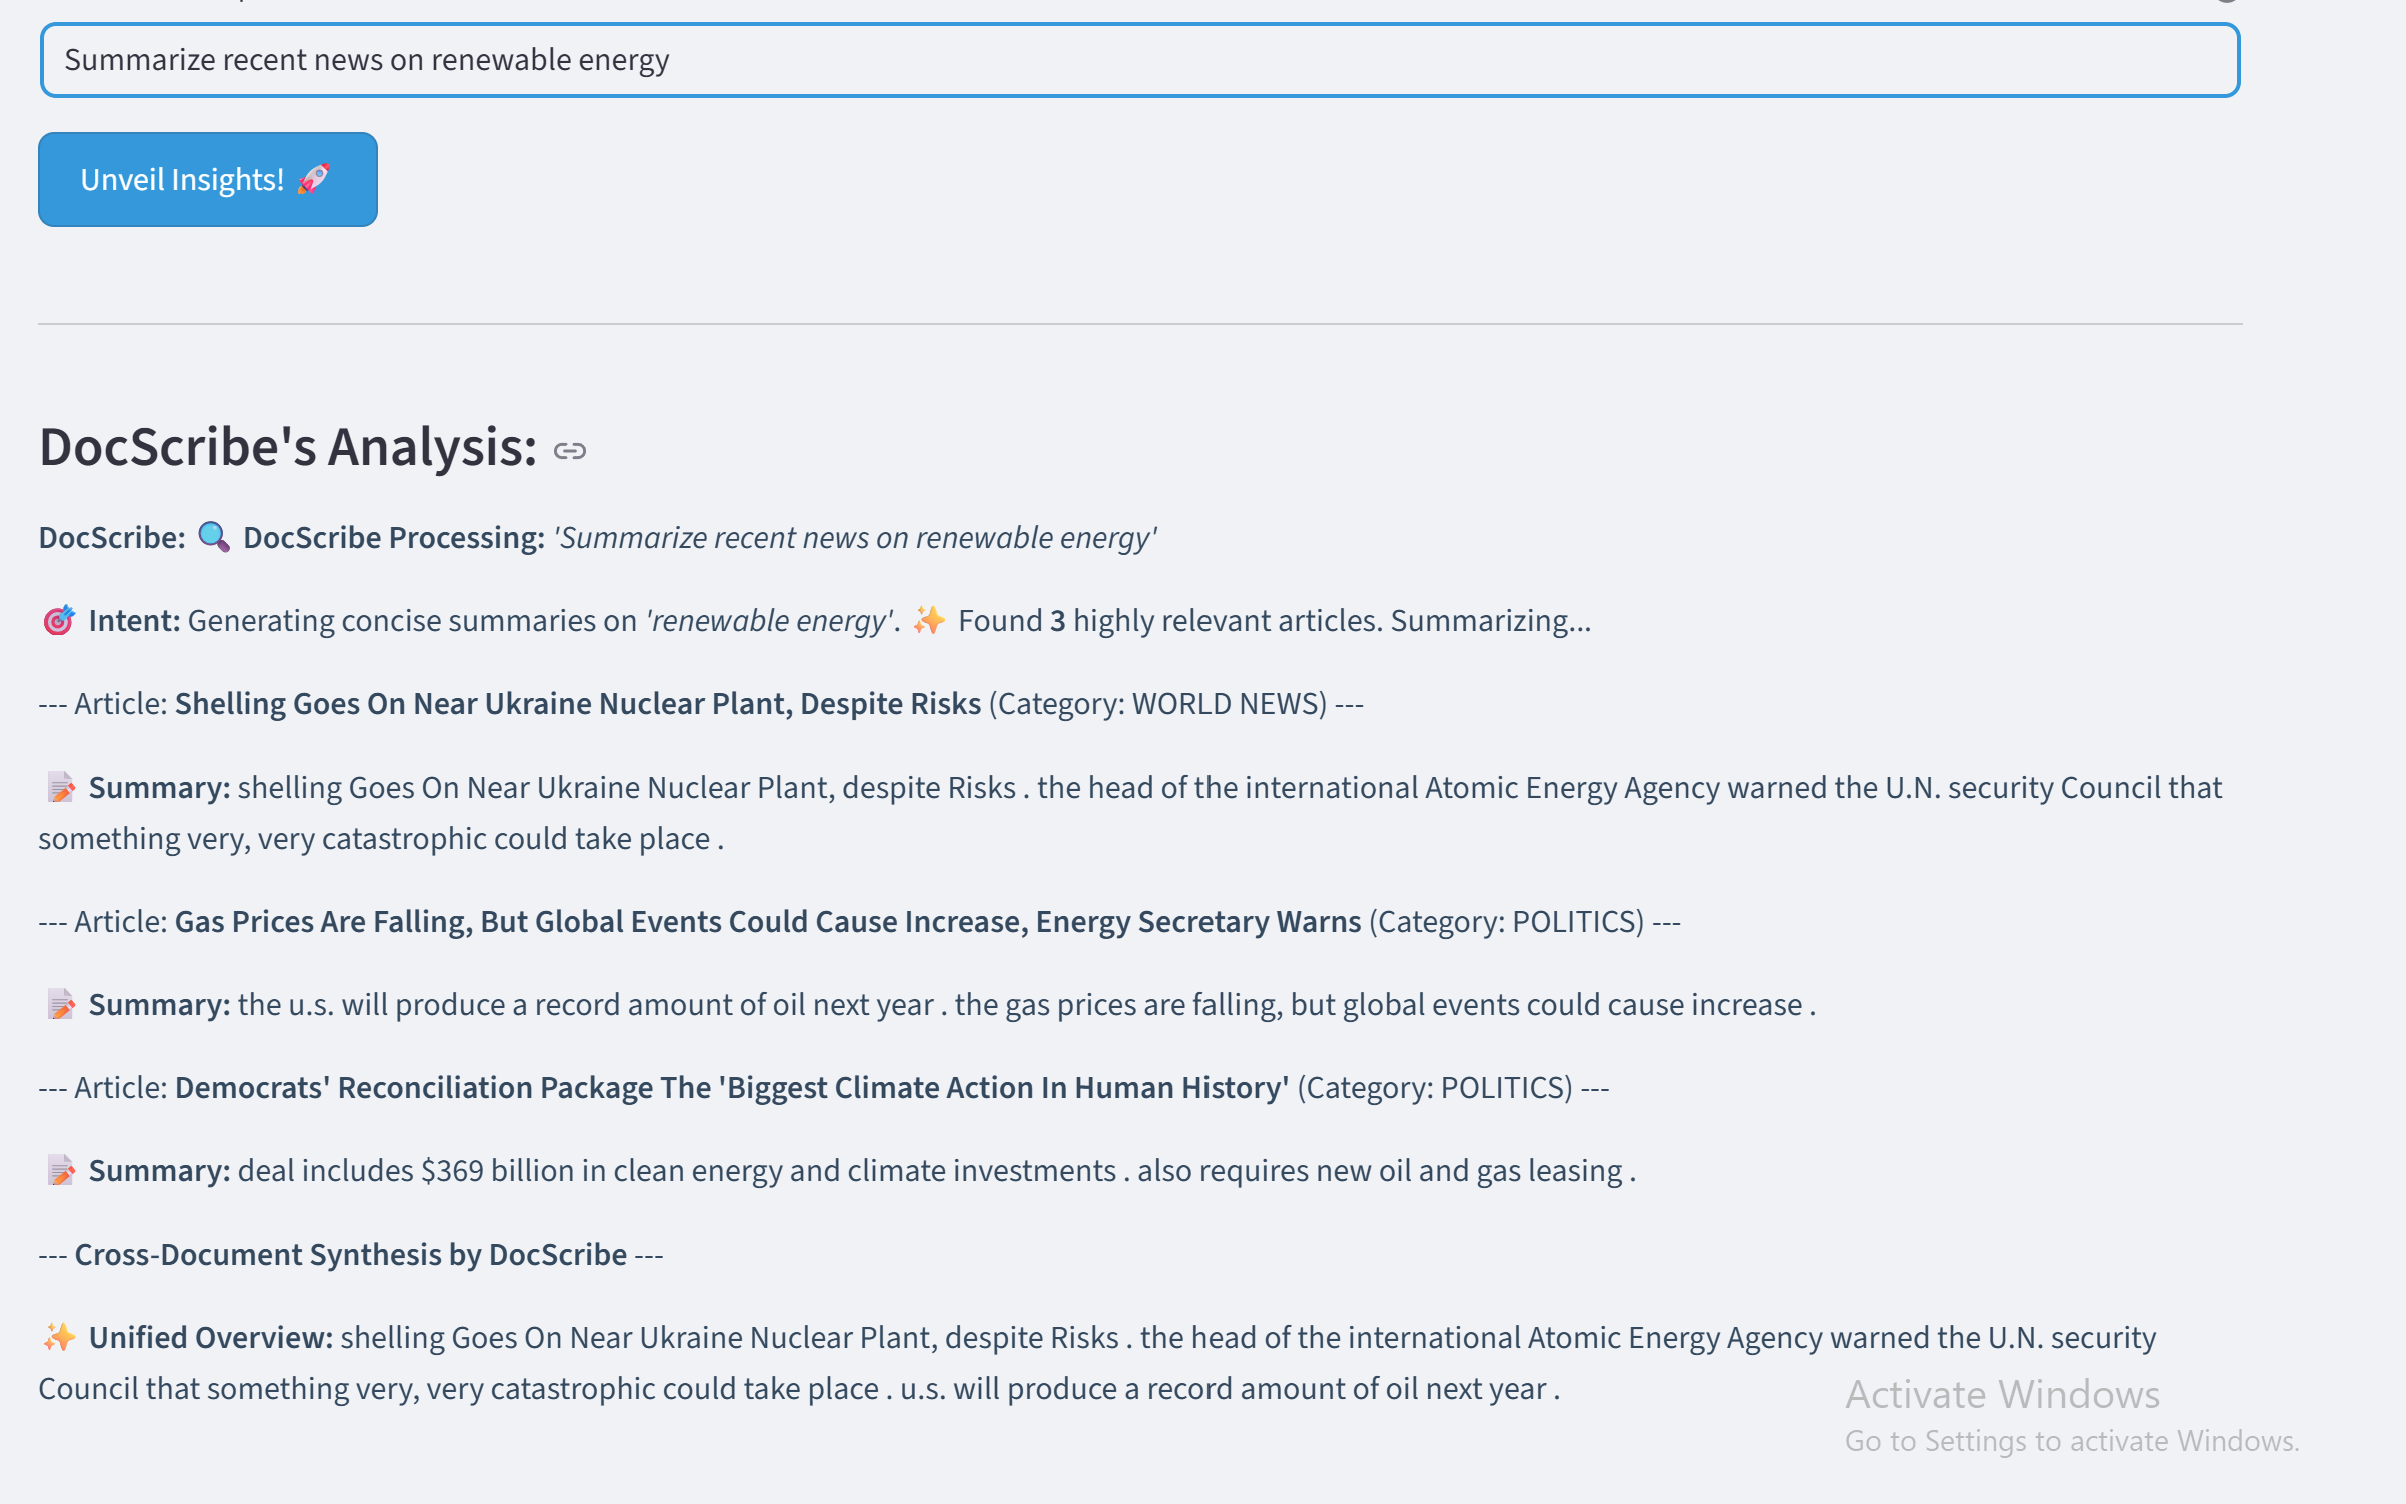 Summarize recent news on renewable energy
Unveil Insights! 🚀
DocScribe's Analysis:
DocScribe: 🔍 DocScribe Processing: 'Summarize recent news on renewable energy'
🎯 Intent: Generating concise summaries on 'renewable energy'. ✨ Found 3 highly relevant articles. Summarizing...
--- Article: Shelling Goes On Near Ukraine Nuclear Plant, Despite Risks (Category: WORLD NEWS) ---
📝 Summary: shelling Goes On Near Ukraine Nuclear Plant, despite Risks . the head of the international Atomic Energy Agency warned the U.N. security Council that
something very, very catastrophic could take place .
--- Article: Gas Prices Are Falling, But Global Events Could Cause Increase, Energy Secretary Warns (Category: POLITICS) ---
📝 Summary: the u.s. will produce a record amount of oil next year . the gas prices are falling, but global events could cause increase .
--- Article: Democrats' Reconciliation Package The 'Biggest Climate Action In Human History' (Category: POLITICS) ---
📝 Summary: deal includes $369 billion in clean energy and climate investments . also requires new oil and gas leasing .
--- Cross-Document Synthesis by DocScribe ---
✨ Unified Overview: shelling Goes On Near Ukraine Nuclear Plant, despite Risks . the head of the international Atomic Energy Agency warned the U.N. security
Council that something very, very catastrophic could take place . u.s. will produce a record amount of oil next year .
Activate Windows
Go to Settings to activate Windows.